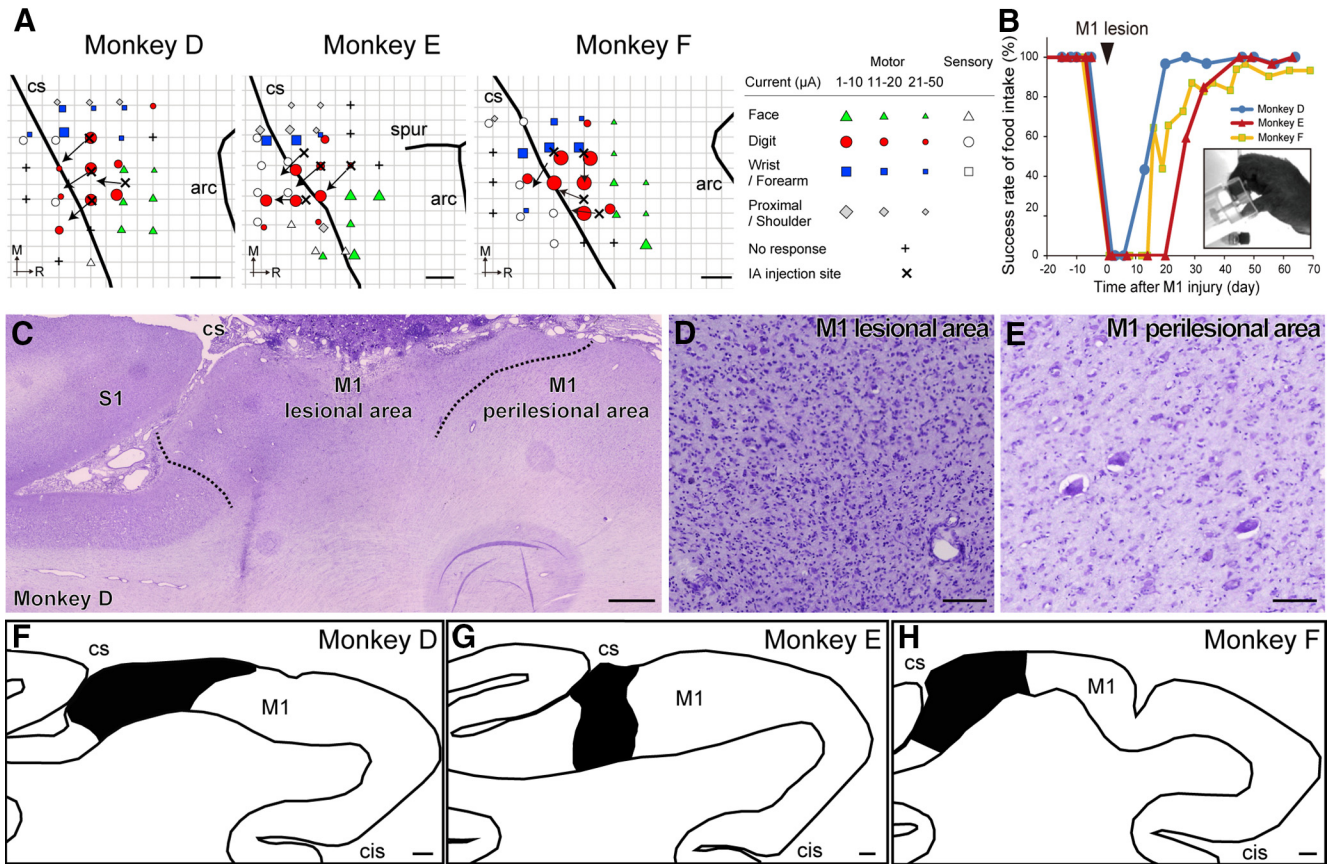 A
Monkey D
Monkey E
Monkey F
cs
arc
M
R
cs
spur
arc
cs
arc
Motor
Sensory
Current (μA) 1-10 11-20 21-50
Face
Digit
Wrist
/ Forearm
Proximal
/ Shoulder
No response
IA injection site
B
M1 lesion
Success rate of food intake (%)
100
80
60
40
20
0
-20 -10 0 10 20 30 40 50 60 70
Time after M1 injury (day)
Monkey D
Monkey E
Monkey F
C
cs
S1
M1
lesional area
M1
perilesional area
Monkey D
D
M1 lesional area
E
M1 perilesional area
F
Monkey D
cs
M1
cis
G
Monkey E
cs
M1
cis
H
Monkey F
cs
M1
cis